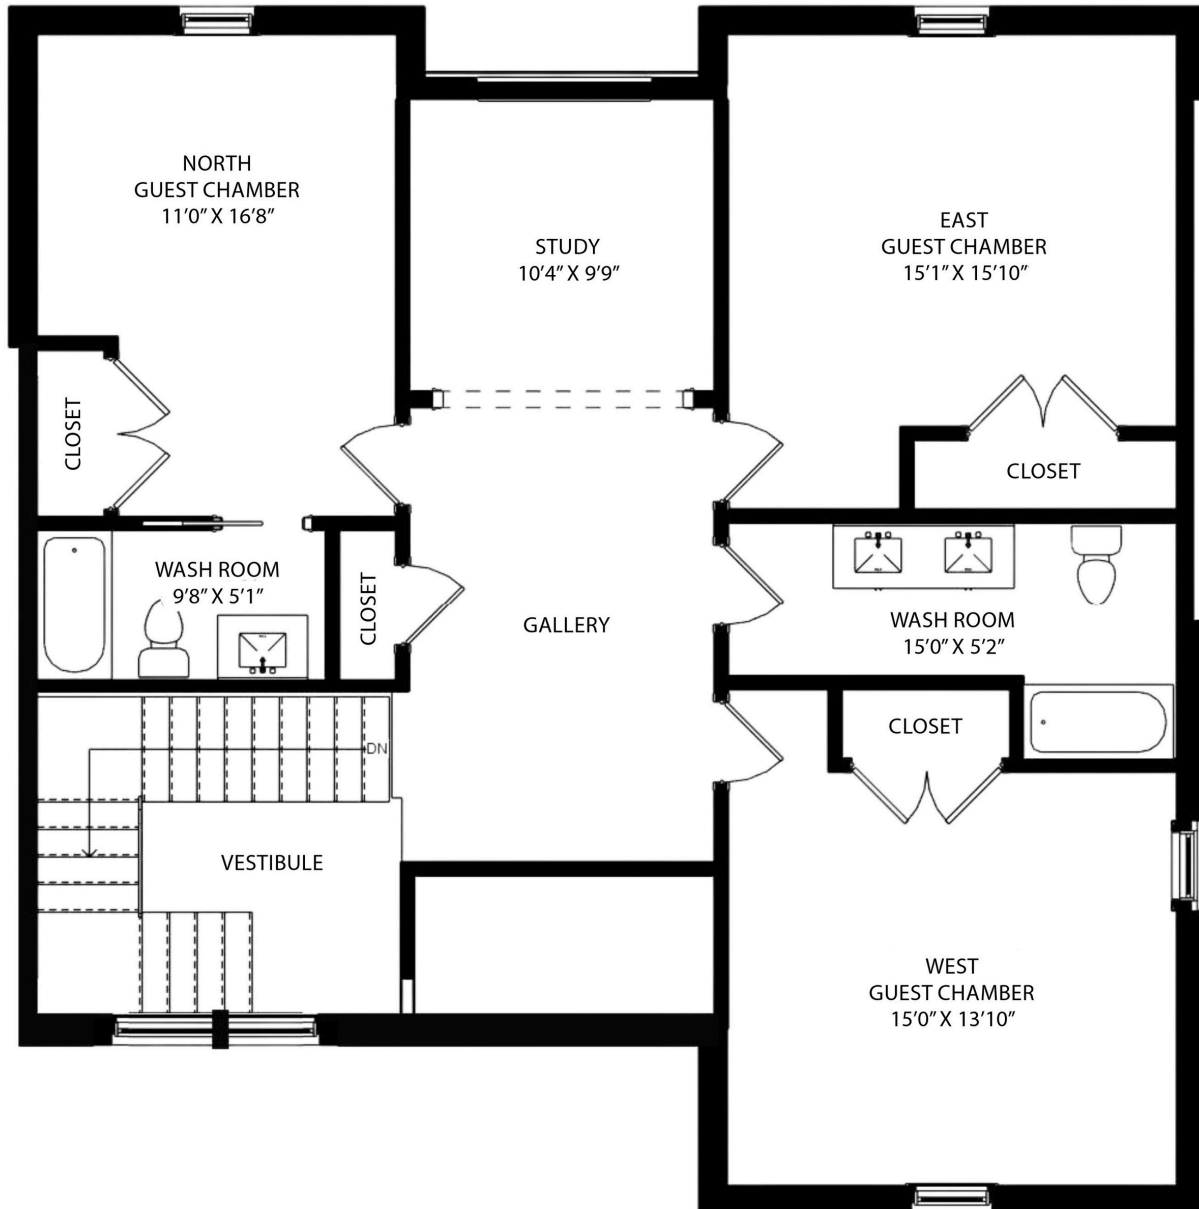 NORTH
GUEST CHAMBER
11'0" X 16'8"
STUDY
10'4" X 9'9"
EAST
GUEST CHAMBER
15'1" X 15'10"
CLOSET
CLOSET
WASH ROOM
9'8" X 5'1"
CLOSET
GALLERY
WASH ROOM
15'0" X 5'2"
CLOSET
DN
VESTIBULE
WEST
GUEST CHAMBER
15'0" X 13'10"